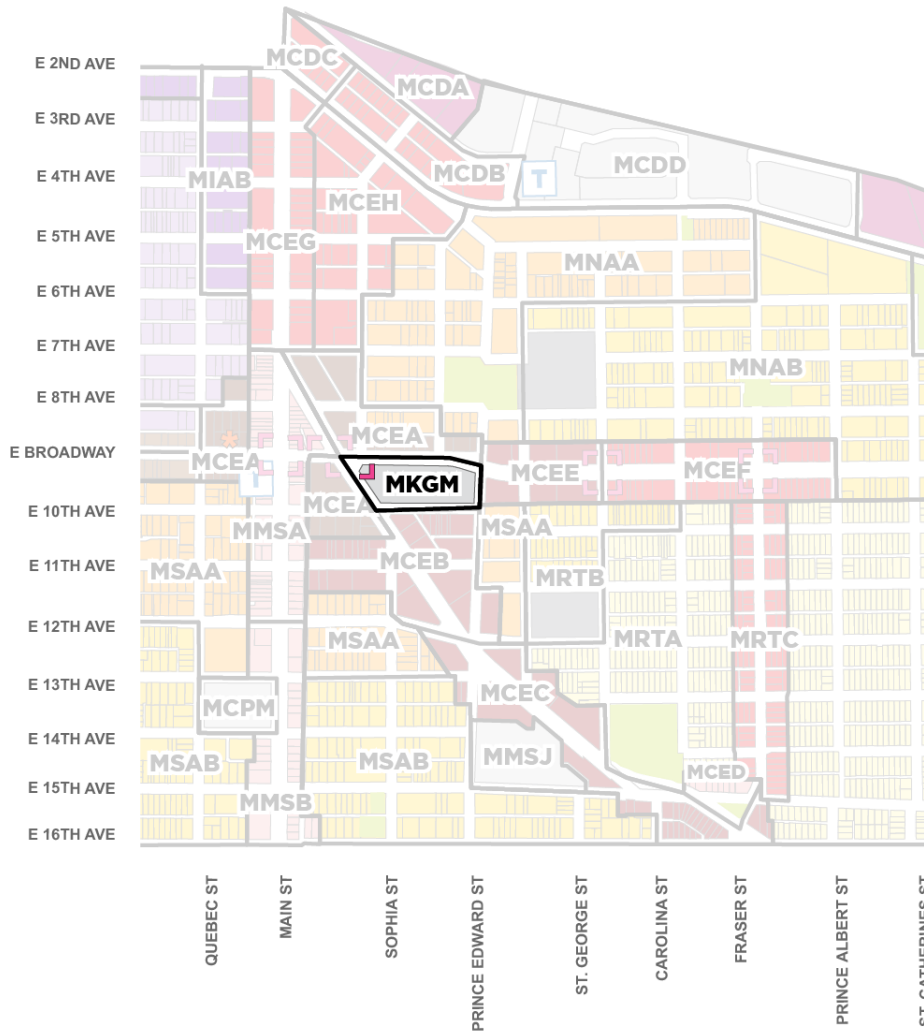 E 2ND AVE
MCDC
MCDA
E 3RD AVE
E 4TH AVE
MIAB
MCDB
T
MCDD
MCEH
E 5TH AVE
MCEG
MNAA
E 6TH AVE
E 7TH AVE
MNAB
E 8TH AVE
MCEA
E BROADWAY
MCEA
MCEE
MCEF
T
MKGM
MCEA
E 10TH AVE
MMSA
MSAA
MCEB
E 11TH AVE
MSAA
MRTB
E 12TH AVE
MSAA
MRTA
MRTC
E 13TH AVE
MCPM
MCEC
E 14TH AVE
MSAB
MSAB
MMSJ
MCED
E 15TH AVE
MMSB
E 16TH AVE
QUEBEC ST
MAIN ST
SOPHIA ST
PRINCE EDWARD ST
ST. GEORGE ST
CAROLINA ST
FRASER ST
PRINCE ALBERT ST
ST. CATHERINES ST